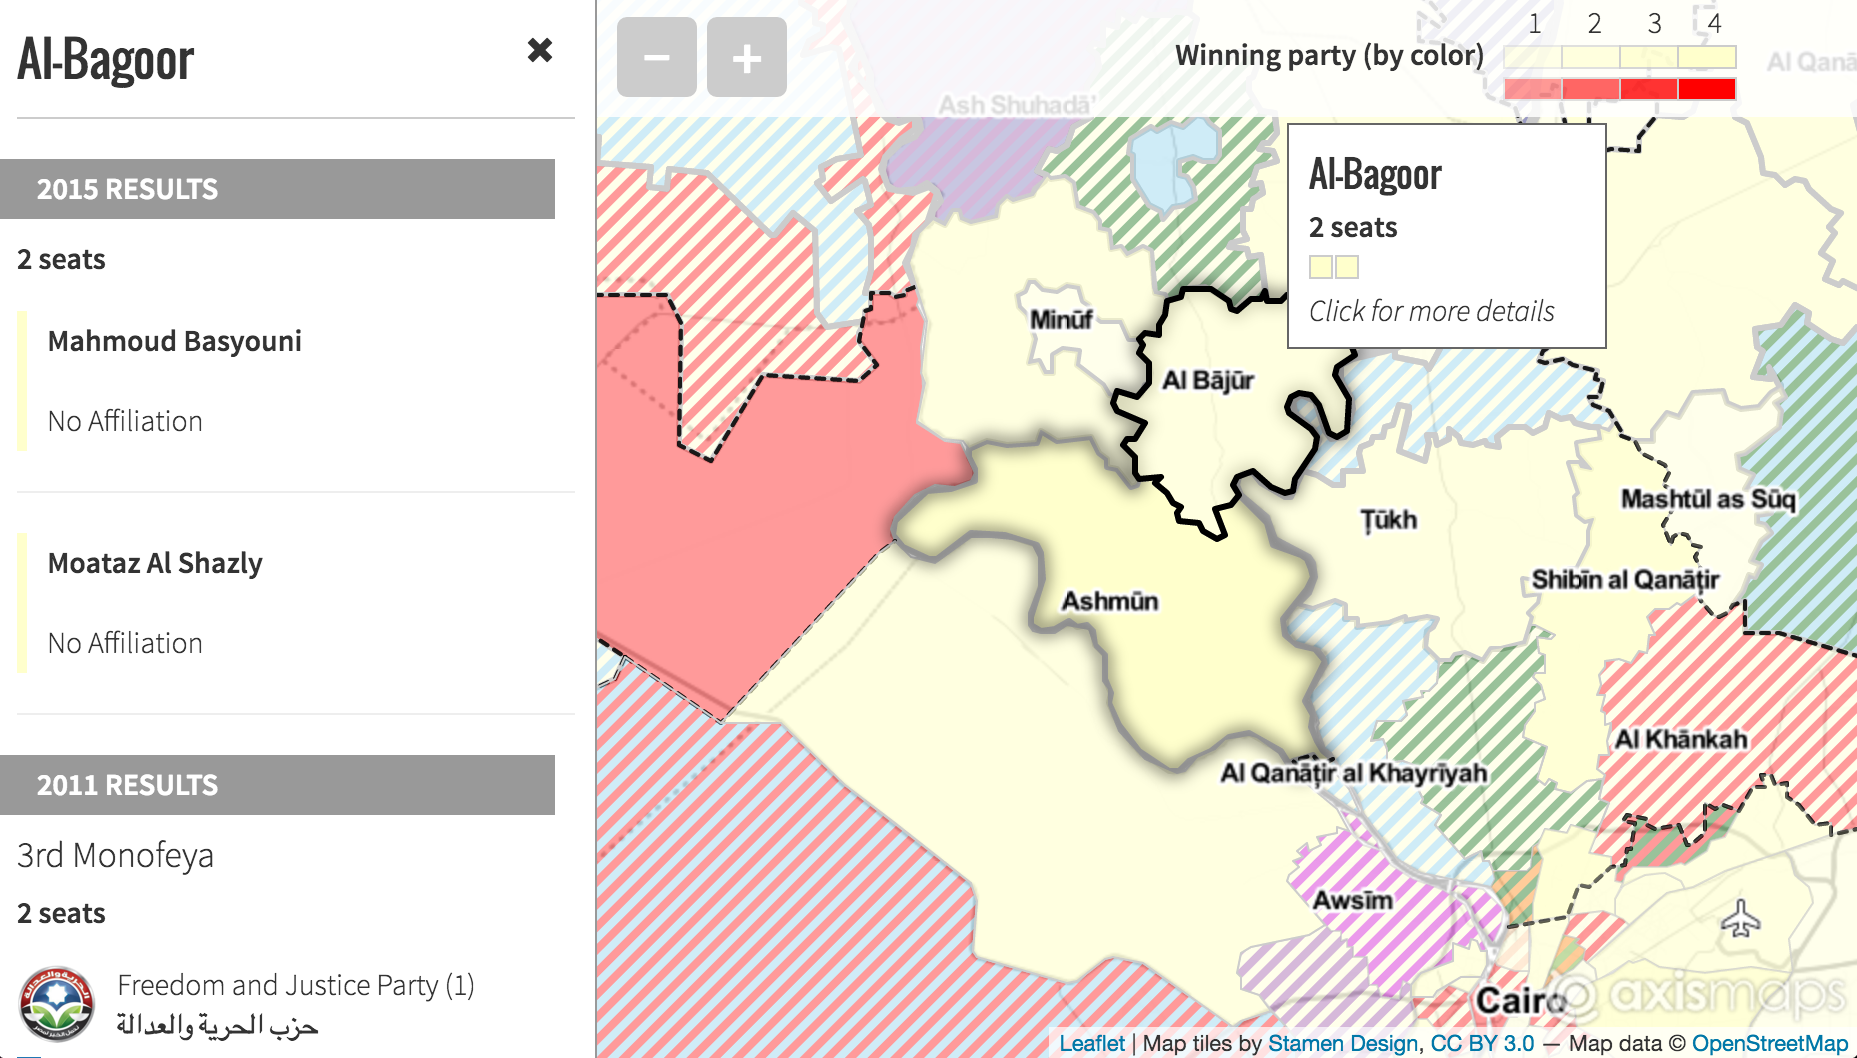 Al-Bagoor
✖
2015 RESULTS
2 seats
Mahmoud Basyouni
No Affiliation
Moataz Al Shazly
No Affiliation
2011 RESULTS
3rd Monofeya
2 seats
Freedom and Justice Party (1)
حزب الحرية والعدالة
− +
1 2 3 4
Winning party (by color)
Al Qanā
Ash Shuhadā'
Al-Bagoor
2 seats
Click for more details
Minūf
Al Bājūr
Mashtūl as Sūq
Ṭūkh
Shibīn al Qanāṭir
Ashmūn
Al Khānkah
Al Qanāṭir al Khayrīyah
Awsīm
Cairo
axismaps
Leaflet | Map tiles by Stamen Design, CC BY 3.0 — Map data © OpenStreetMap